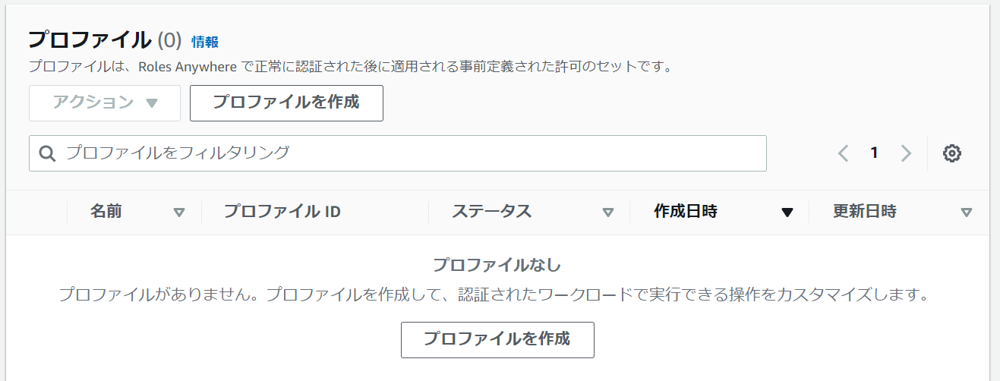 プロファイル (0) 情報
プロファイルは、Roles Anywhere で正常に認証された後に適用される事前定義された許可のセットです。
アクション ▼ プロファイルを作成
プロファイルをフィルタリング 1
名前 プロファイル ID ステータス 作成日時 更新日時
プロファイルなし
プロファイルがありません。プロファイルを作成して、認証されたワークロードで実行できる操作をカスタマイズします。
プロファイルを作成